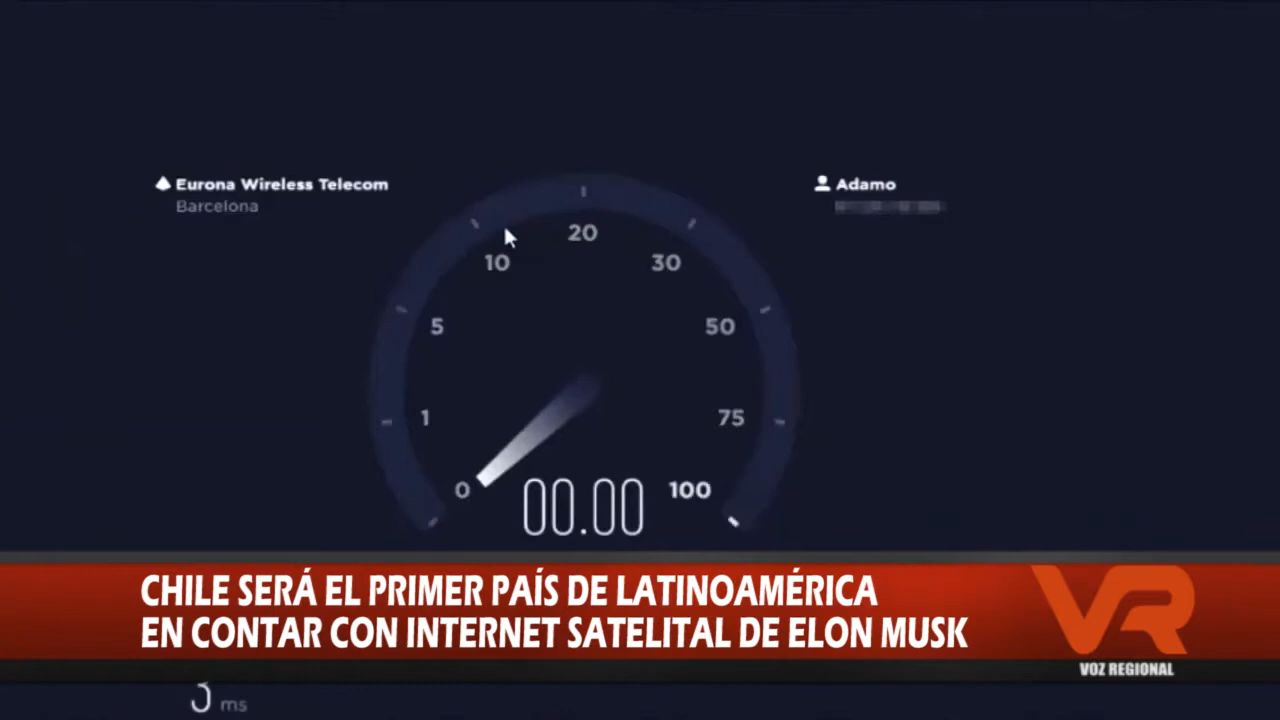 Eurona Wireless Telecom
Barcelona
Adamo
20
10
30
5
50
1
75
0
00.00
100
CHILE SERÁ EL PRIMER PAÍS DE LATINOAMÉRICA
EN CONTAR CON INTERNET SATELITAL DE ELON MUSK
VR
VOZ REGIONAL
ms